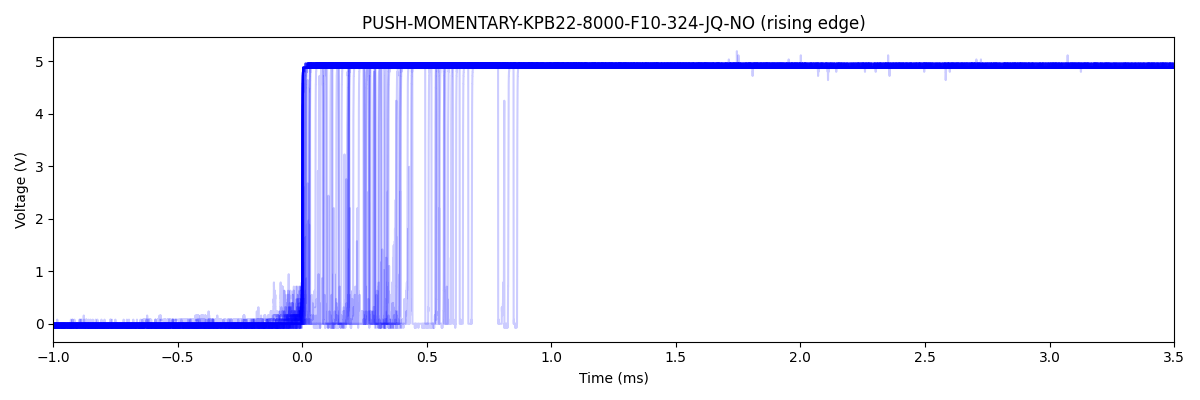 PUSH-MOMENTARY-KPB22-8000-F10-324-JQ-NO (rising edge)
5
4
3
2
1
0
Voltage (V)
−1.0 −0.5 0.0 0.5 1.0 1.5 2.0 2.5 3.0 3.5
Time (ms)